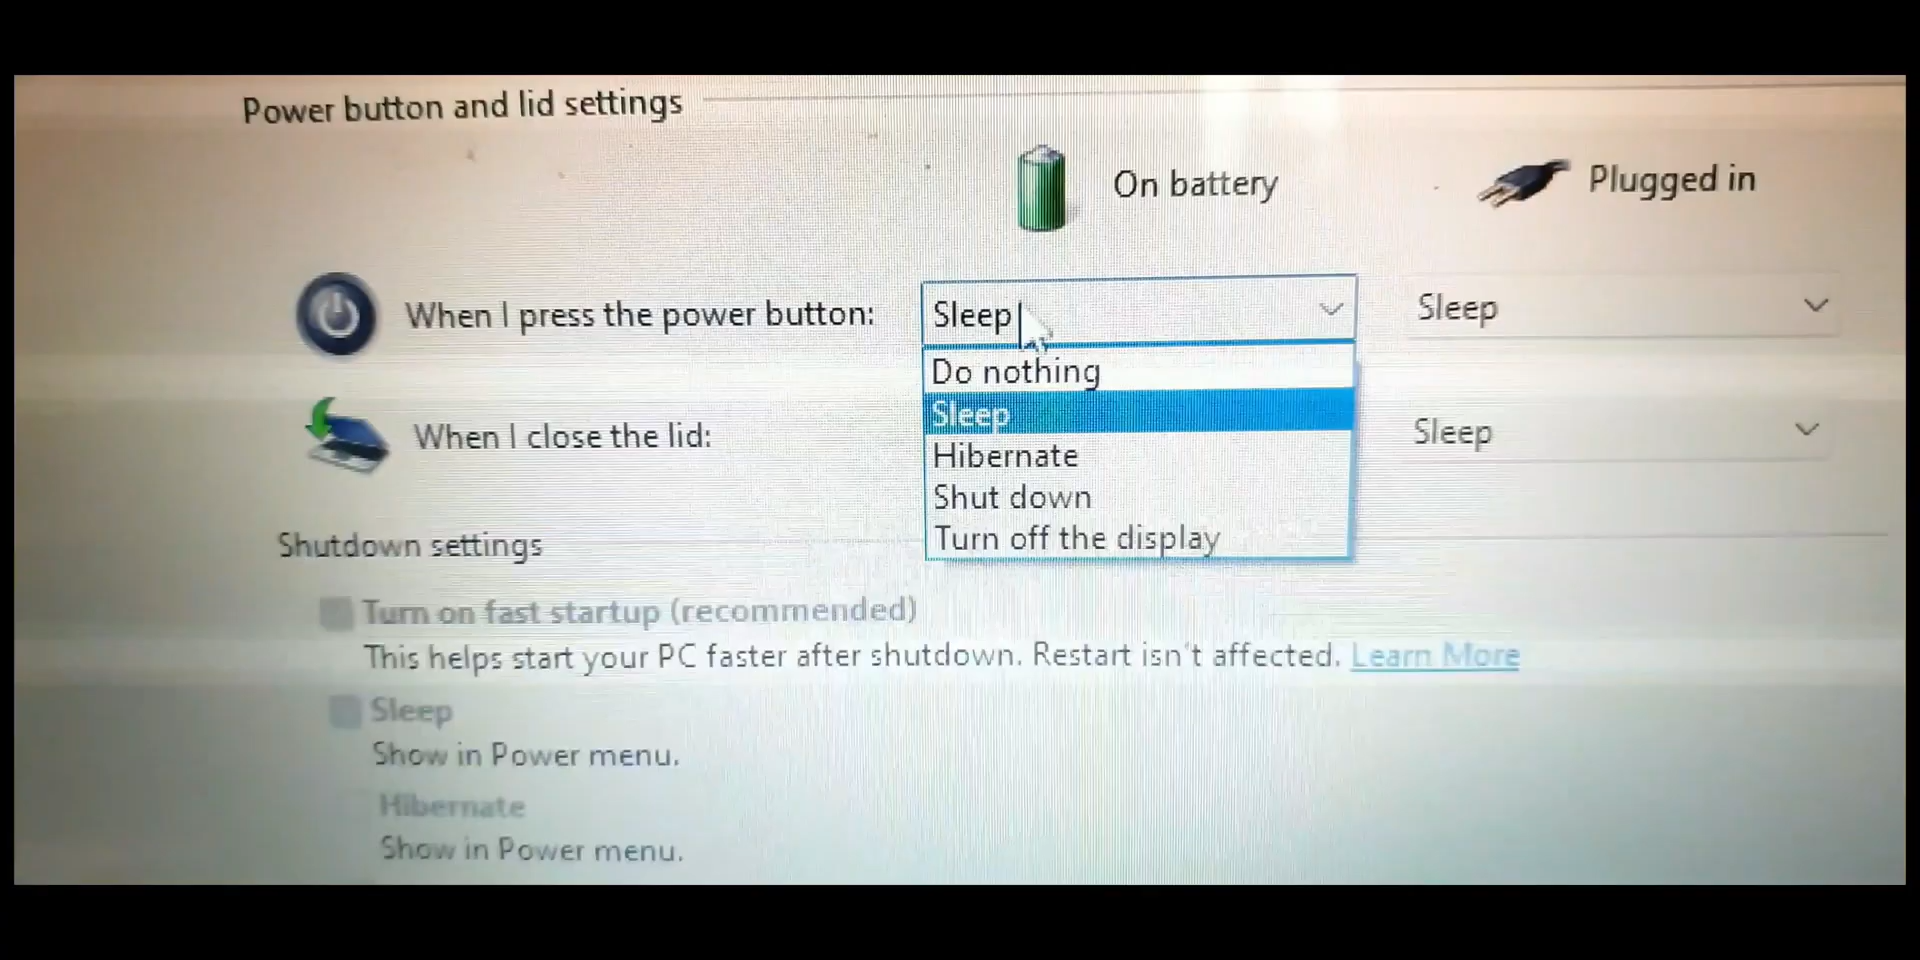 Power button and lid settings
On battery
Plugged in
When I press the power button:
Sleep
Sleep
Do nothing
Sleep
Hibernate
Shut down
Turn off the display
When I close the lid:
Sleep
Shutdown settings
Turn on fast startup (recommended)
This helps start your PC faster after shutdown. Restart isn't affected. Learn More
Sleep
Show in Power menu.
Hibernate
Show in Power menu.